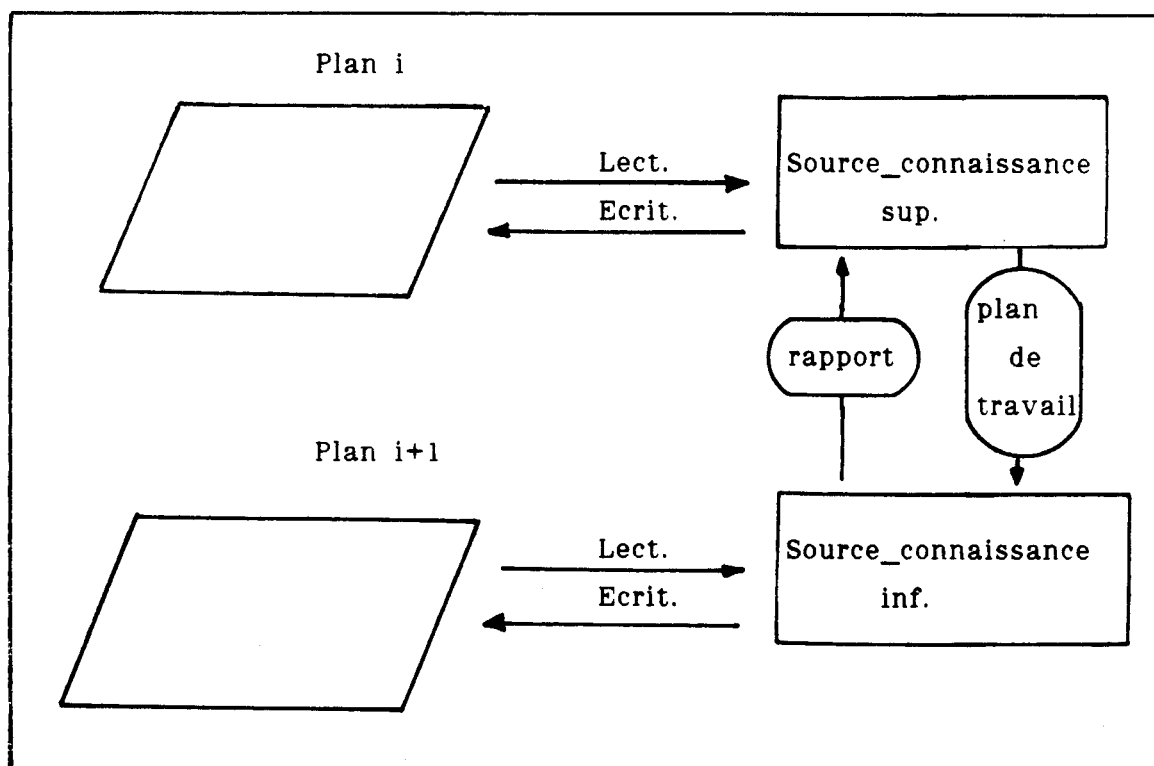 Plan i
Lect.
Ecrit.
Source_connaissance
sup.
rapport
plan
de
travail
Plan i+1
Lect.
Ecrit.
Source_connaissance
inf.